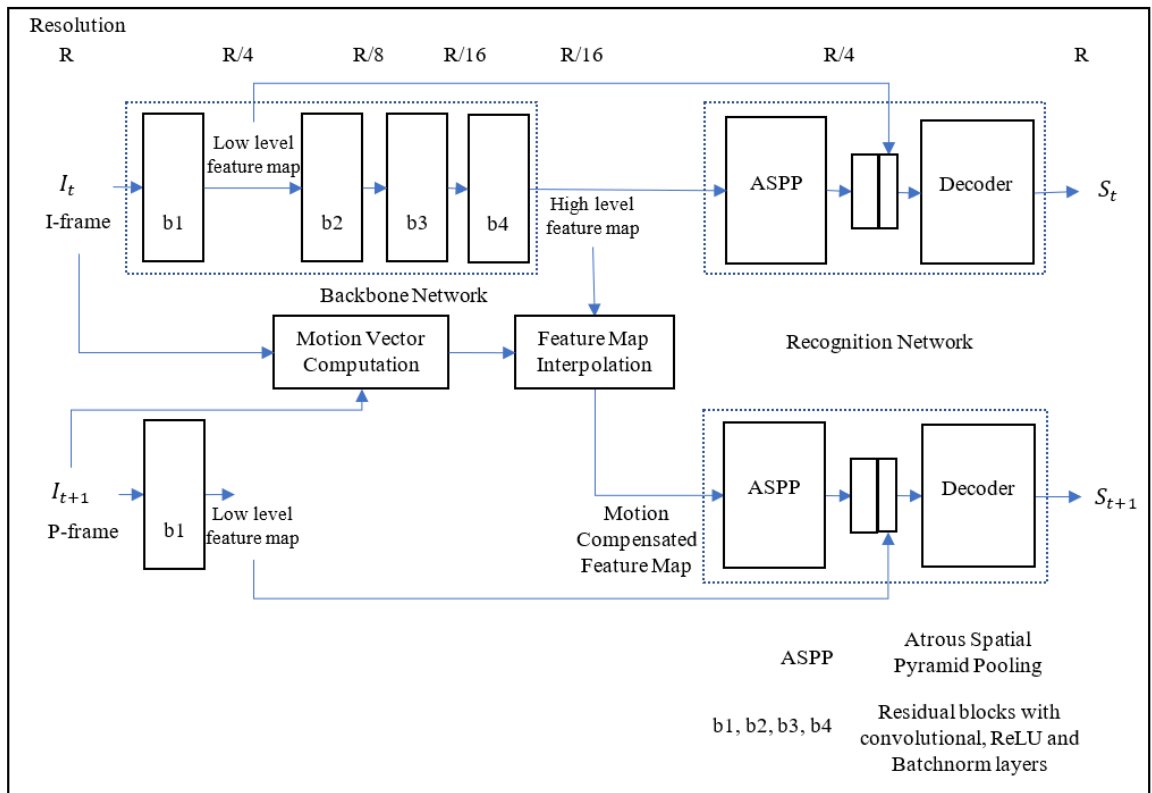 Resolution
R R/4 R/8 R/16 R/16 R/4 R
Low level
feature map
ASPP
Decoder
I_t
I-frame
b1
b2
b3
b4
High level
feature map
S_t
Backbone Network
Motion Vector
Computation
Feature Map
Interpolation
Recognition Network
I_{t+1}
P-frame
b1
Low level
feature map
Motion
Compensated
Feature Map
ASPP
Decoder
S_{t+1}
ASPP
Atrous Spatial
Pyramid Pooling
b1, b2, b3, b4
Residual blocks with
convolutional, ReLU and
Batchnorm layers